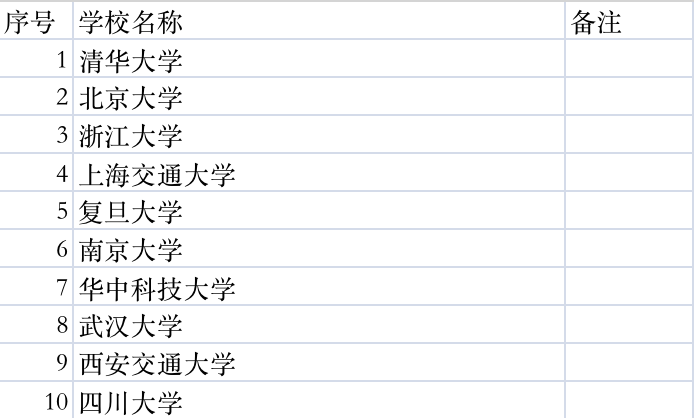 序号 学校名称 备注
1 清华大学
2 北京大学
3 浙江大学
4 上海交通大学
5 复旦大学
6 南京大学
7 华中科技大学
8 武汉大学
9 西安交通大学
10 四川大学